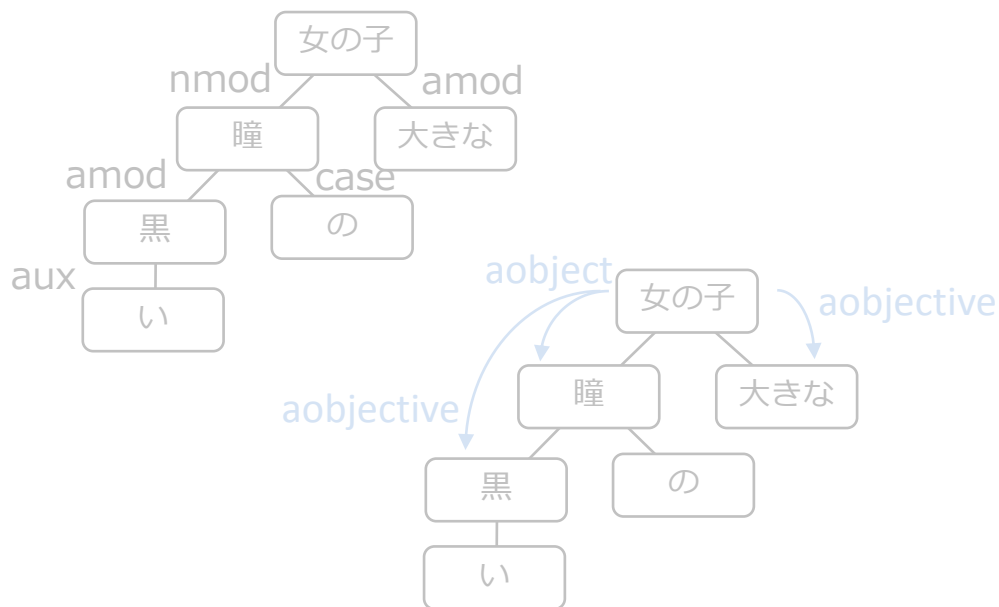 女の子
nmod
amod
瞳
大きな
amod
case
黒
の
aux
い
aobject
女の子
aobjective
瞳
大きな
aobjective
黒
の
い